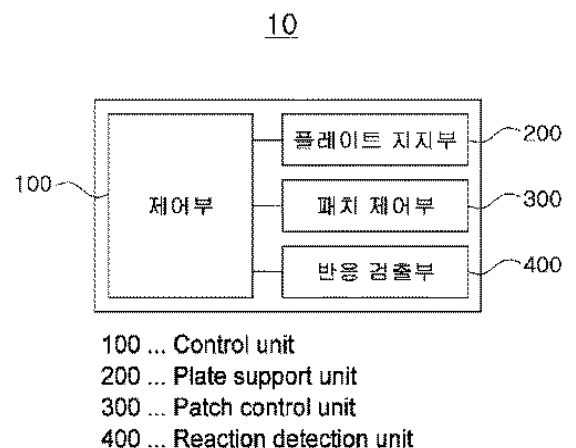 10
플레이트 지지부
200
100
제어부
패치 제어부
300
반응 검출부
400
100 ... Control unit
200 ... Plate support unit
300 ... Patch control unit
400 ... Reaction detection unit